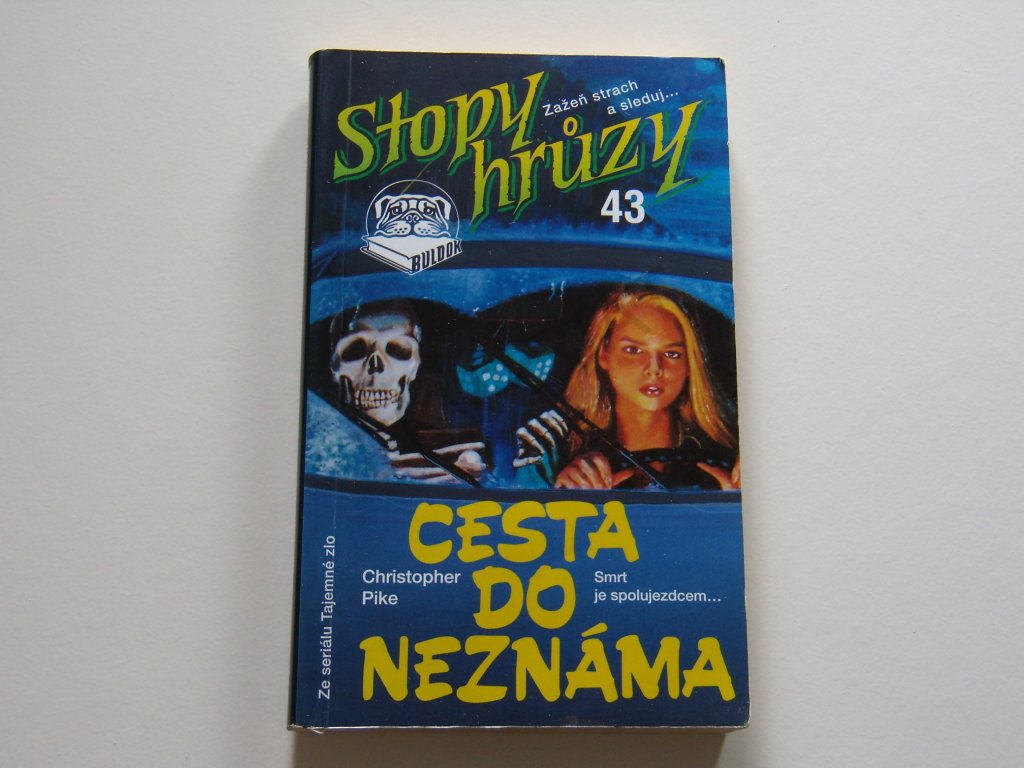 Stopy
hrůzy
Zažeň strach
a sleduj...
43
BULDOK
CESTA
DO
NEZNÁMA
Christopher
Pike
Smrt
je spolujezdcem...
Ze seriálu Tajemné zlo